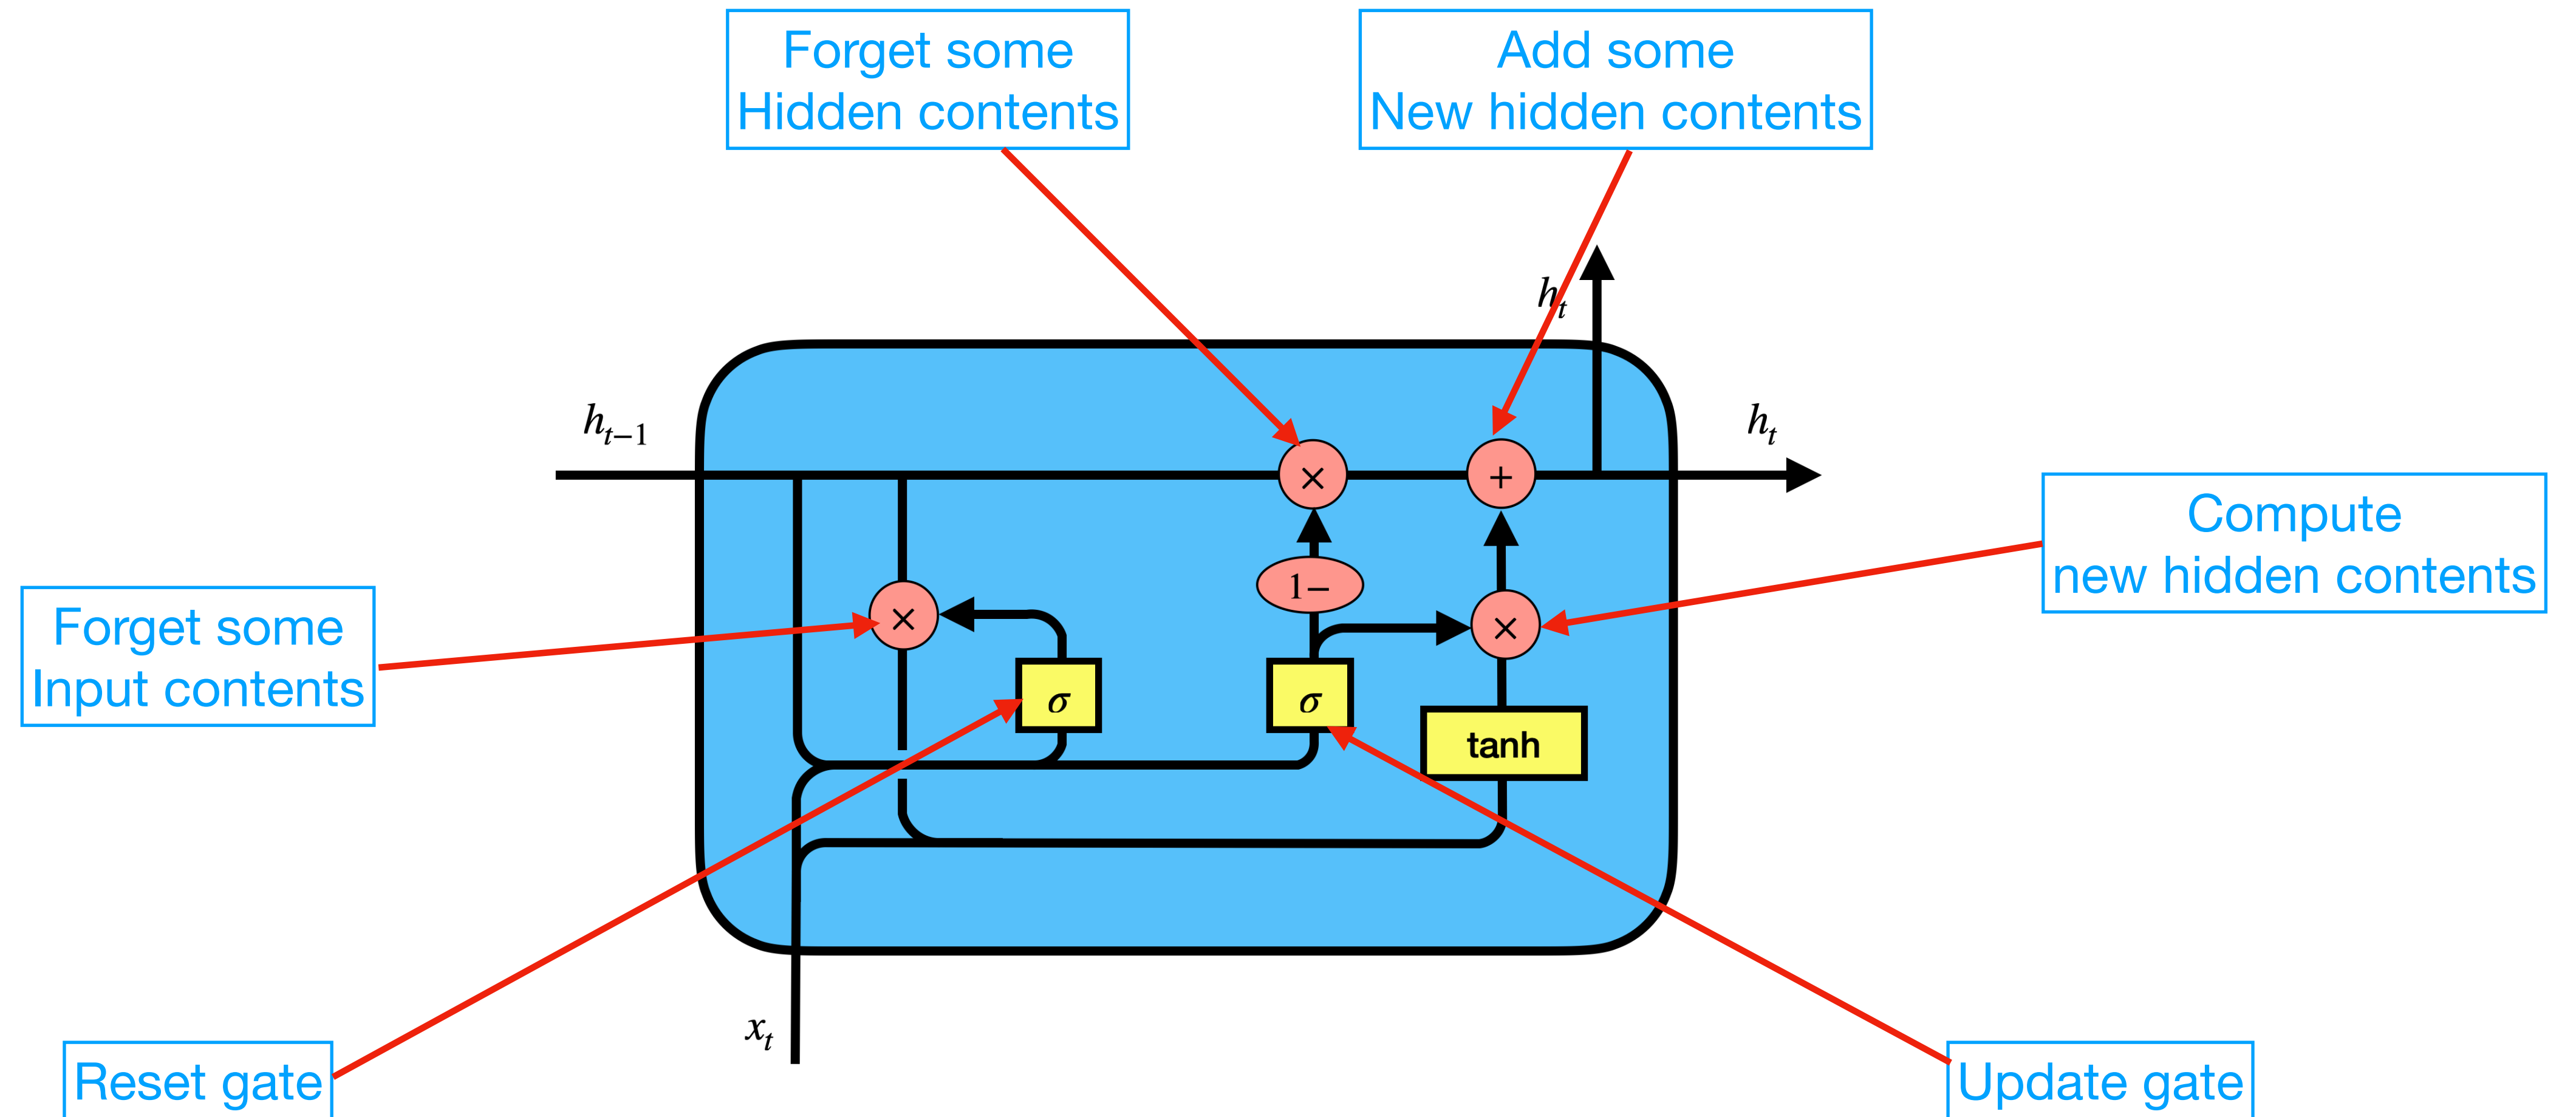 Forget some
Hidden contents
Add some
New hidden contents
h_t
h_{t-1}
h_t
×
+
Compute
new hidden contents
1−
Forget some
Input contents
×
×
σ
σ
tanh
x_t
Reset gate
Update gate